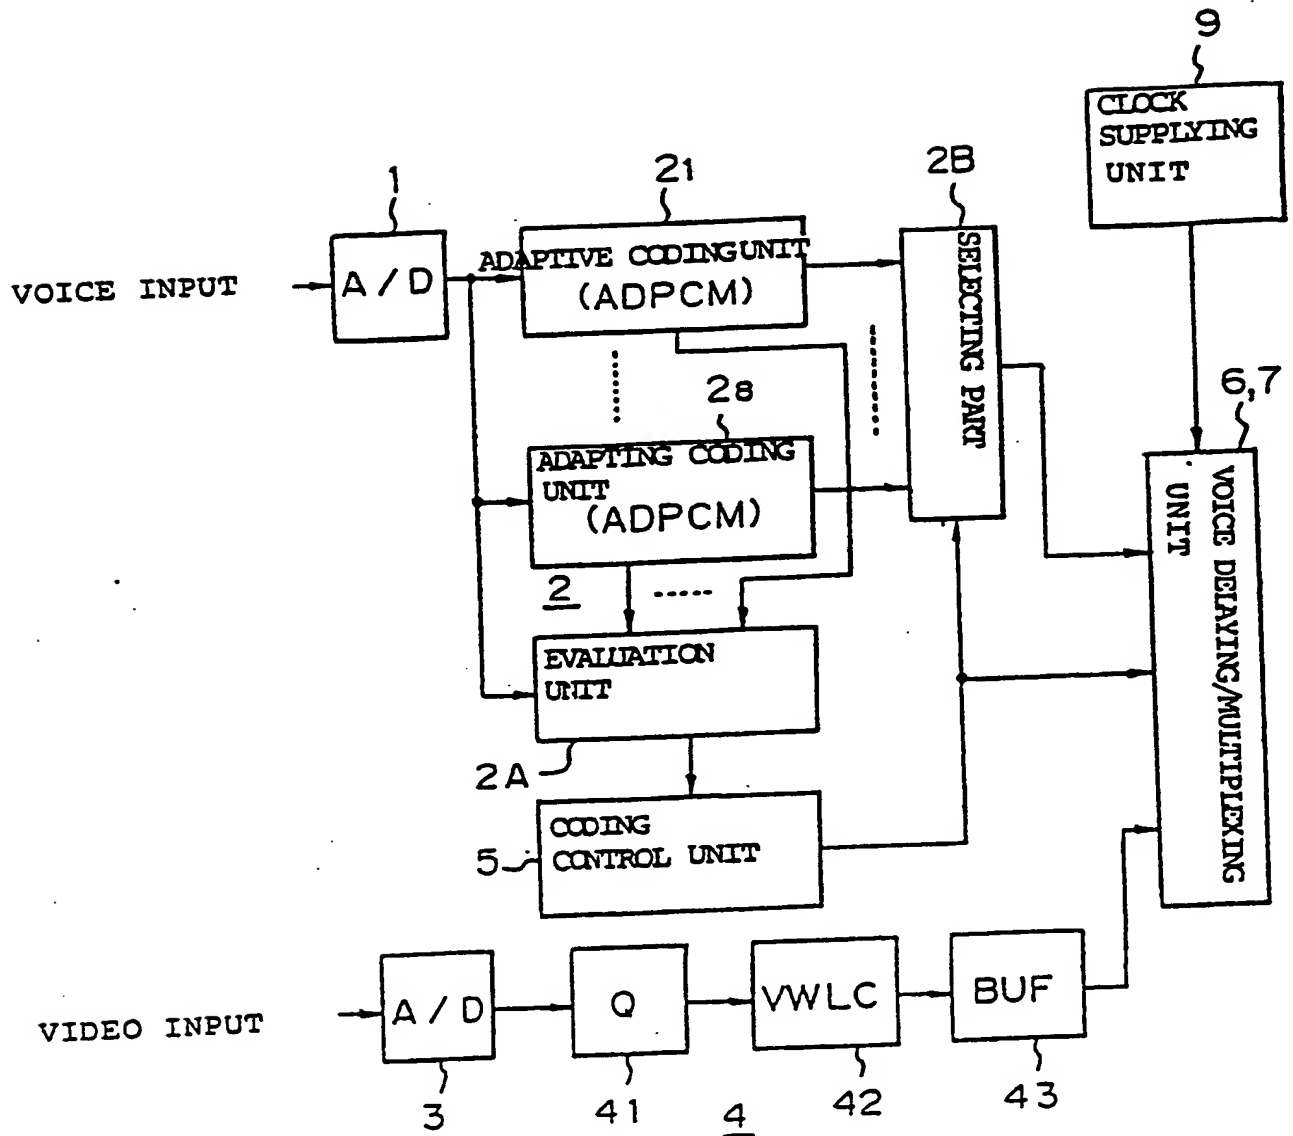 9
CLOCK
SUPPLYING
UNIT
1
21
2B
VOICE INPUT
A/D
ADAPTIVE CODING UNIT
(ADPCM)
SELECTING PART
28
ADAPTING CODING
UNIT
(ADPCM)
6,7
VOICE DELAYING/MULTIPLEXING
UNIT
2
EVALUATION
UNIT
2A
CODING
CONTROL UNIT
5
VIDEO INPUT
A/D
Q
VWLC
BUF
3
41
42
43
4